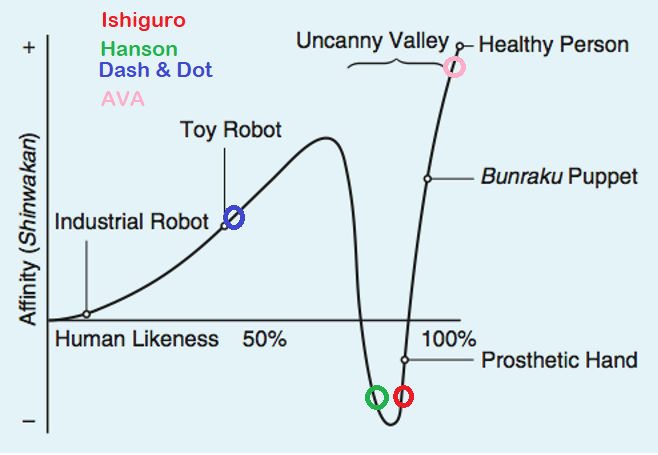 Ishiguro
Hanson
Dash & Dot
AVA
+
Uncanny Valley
Healthy Person
Toy Robot
Bunraku Puppet
Industrial Robot
Affinity (Shinwakan)
Human Likeness 50% 100%
Prosthetic Hand
–